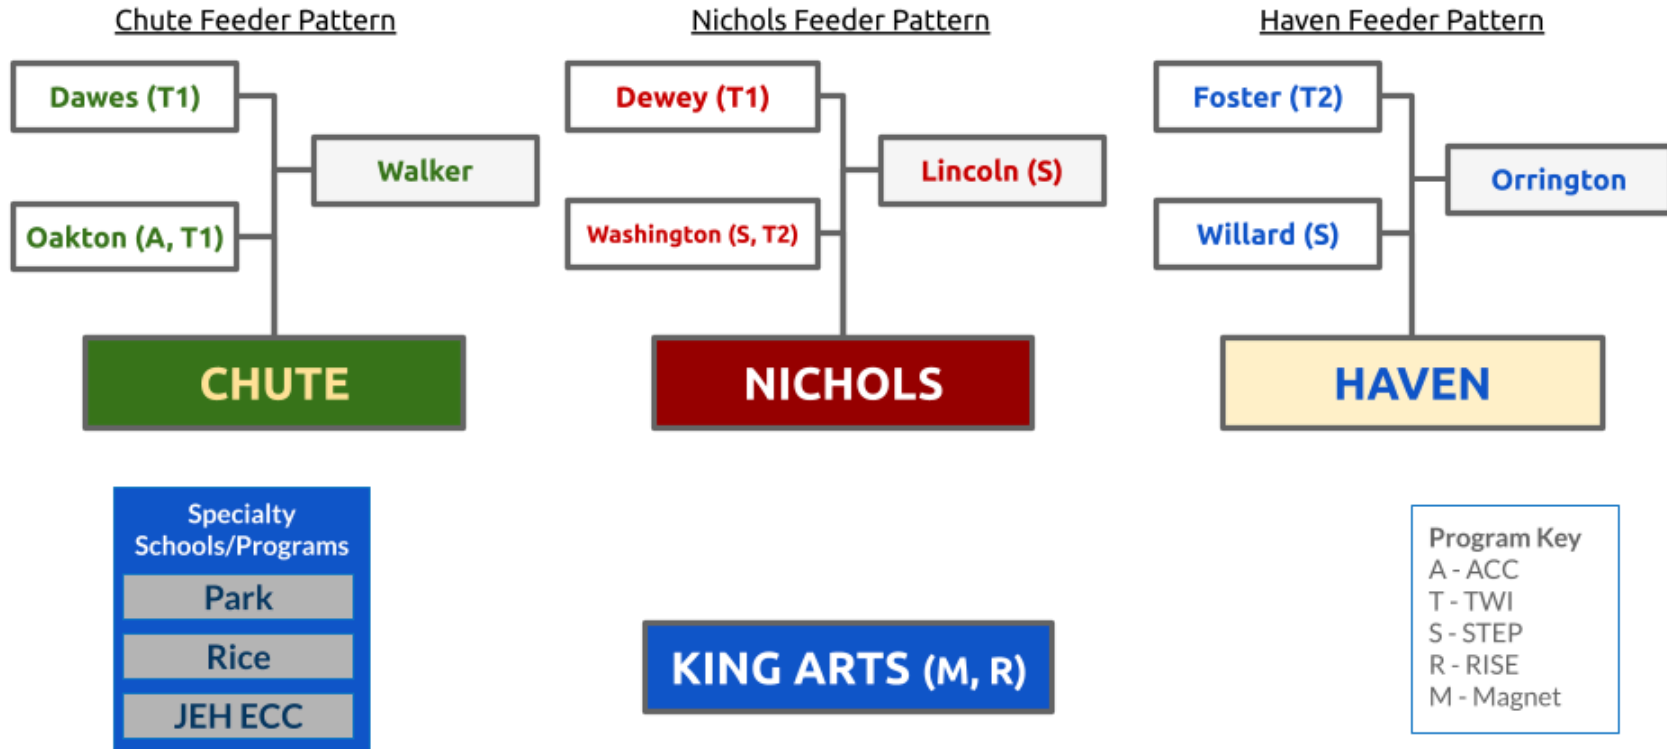 Chute Feeder Pattern
Nichols Feeder Pattern
Haven Feeder Pattern
Dawes (T1)
Walker
Oakton (A, T1)
CHUTE
Dewey (T1)
Lincoln (S)
Washington (S, T2)
NICHOLS
Foster (T2)
Orrington
Willard (S)
HAVEN
Specialty
Schools/Programs
Park
Rice
JEH ECC
KING ARTS (M, R)
Program Key
A - ACC
T - TWI
S - STEP
R - RISE
M - Magnet